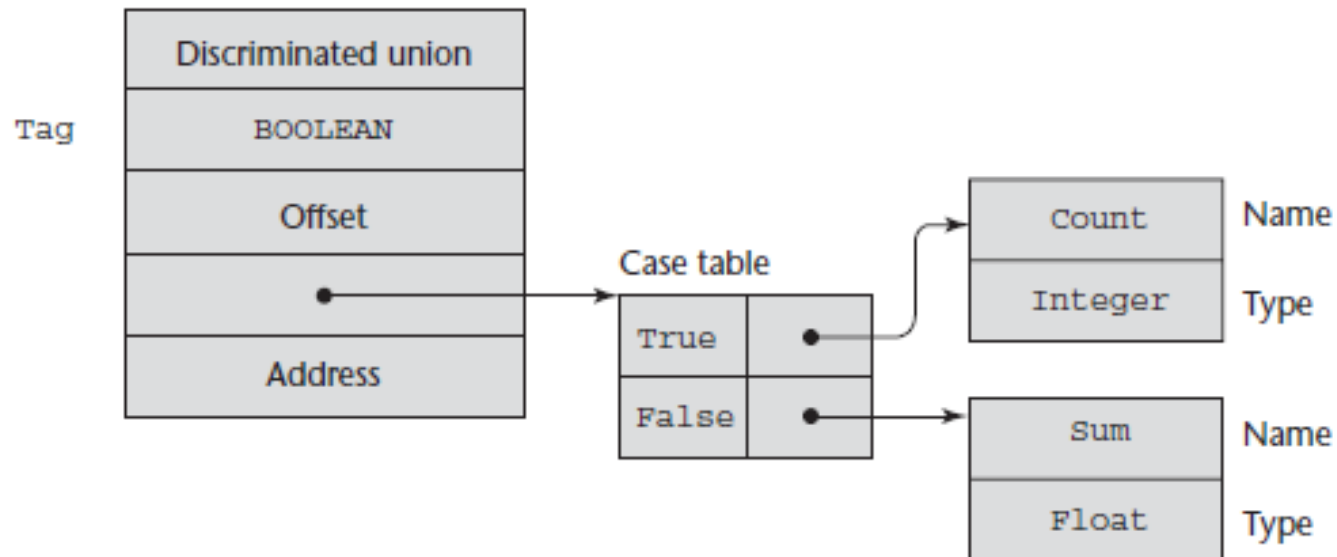 Discriminated union
Tag BOOLEAN
Offset
Address
Case table
True
False
Count Name
Integer Type
Sum Name
Float Type